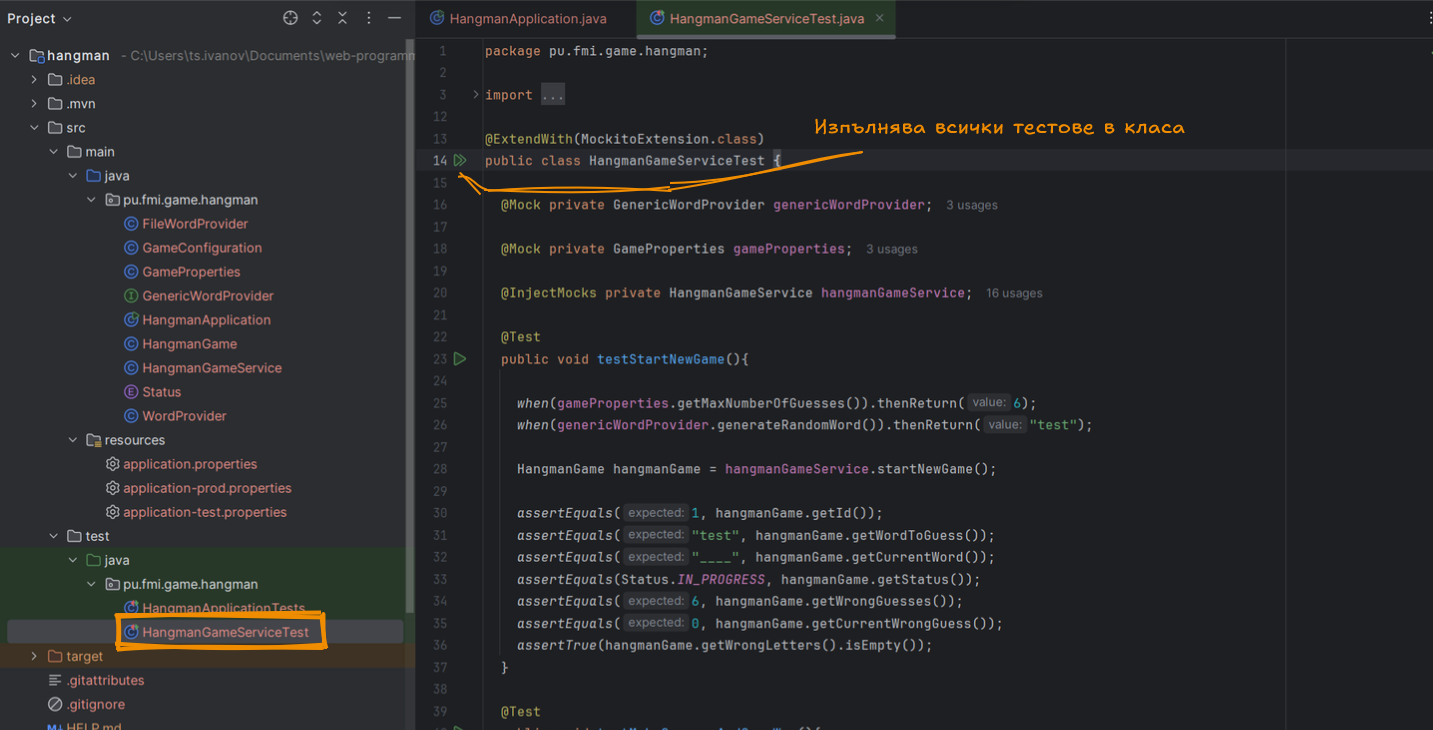 Project
hangman - C:\Users\ts.ivanov\Documents\web-programm
.idea
.mvn
src
main
java
pu.fmi.game.hangman
FileWordProvider
GameConfiguration
GameProperties
GenericWordProvider
HangmanApplication
HangmanGame
HangmanGameService
Status
WordProvider
resources
application.properties
application-prod.properties
application-test.properties
test
java
pu.fmi.game.hangman
HangmanApplicationTests
HangmanGameServiceTest
target
.gitattributes
.gitignore
HELP.md
HangmanApplication.java
HangmanGameServiceTest.java
1 package pu.fmi.game.hangman;
2
3 import ...
12
13 @ExtendWith(MockitoExtension.class)
Изпълнява всички тестове в класа
14 public class HangmanGameServiceTest {
15
16 @Mock private GenericWordProvider genericWordProvider; 3 usages
17
18 @Mock private GameProperties gameProperties; 3 usages
19
20 @InjectMocks private HangmanGameService hangmanGameService; 16 usages
21
22 @Test
23 public void testStartNewGame(){
24
25 when(gameProperties.getMaxNumberOfGuesses()).thenReturn( value: 6);
26 when(genericWordProvider.generateRandomWord()).thenReturn( value: "test");
27
28 HangmanGame hangmanGame = hangmanGameService.startNewGame();
29
30 assertEquals( expected: 1, hangmanGame.getId());
31 assertEquals( expected: "test", hangmanGame.getWordToGuess());
32 assertEquals( expected: "____", hangmanGame.getCurrentWord());
33 assertEquals(Status.IN_PROGRESS, hangmanGame.getStatus());
34 assertEquals( expected: 6, hangmanGame.getWrongGuesses());
35 assertEquals( expected: 0, hangmanGame.getCurrentWrongGuess());
36 assertTrue(hangmanGame.getWrongLetters().isEmpty());
37 }
38
39 @Test